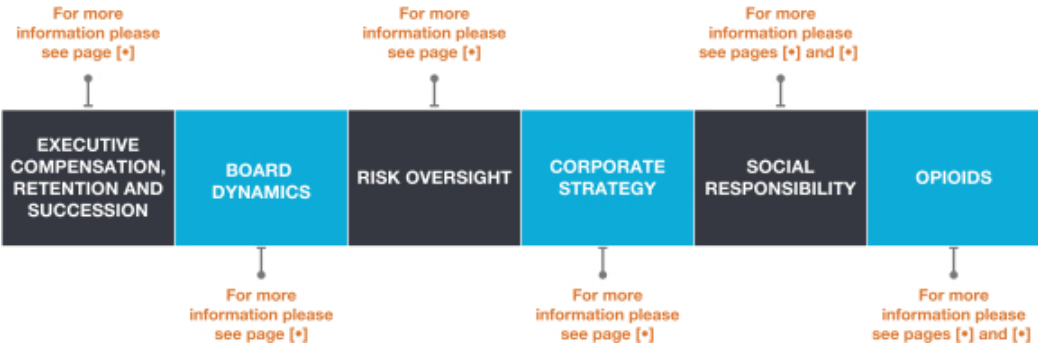 For more
information please
see page [•]
For more
information please
see page [•]
For more
information please
see pages [•] and [•]
EXECUTIVE
COMPENSATION,
RETENTION AND
SUCCESSION
BOARD
DYNAMICS
RISK OVERSIGHT
CORPORATE
STRATEGY
SOCIAL
RESPONSIBILITY
OPIOIDS
For more
information please
see page [•]
For more
information please
see page [•]
For more
information please
see pages [•] and [•]